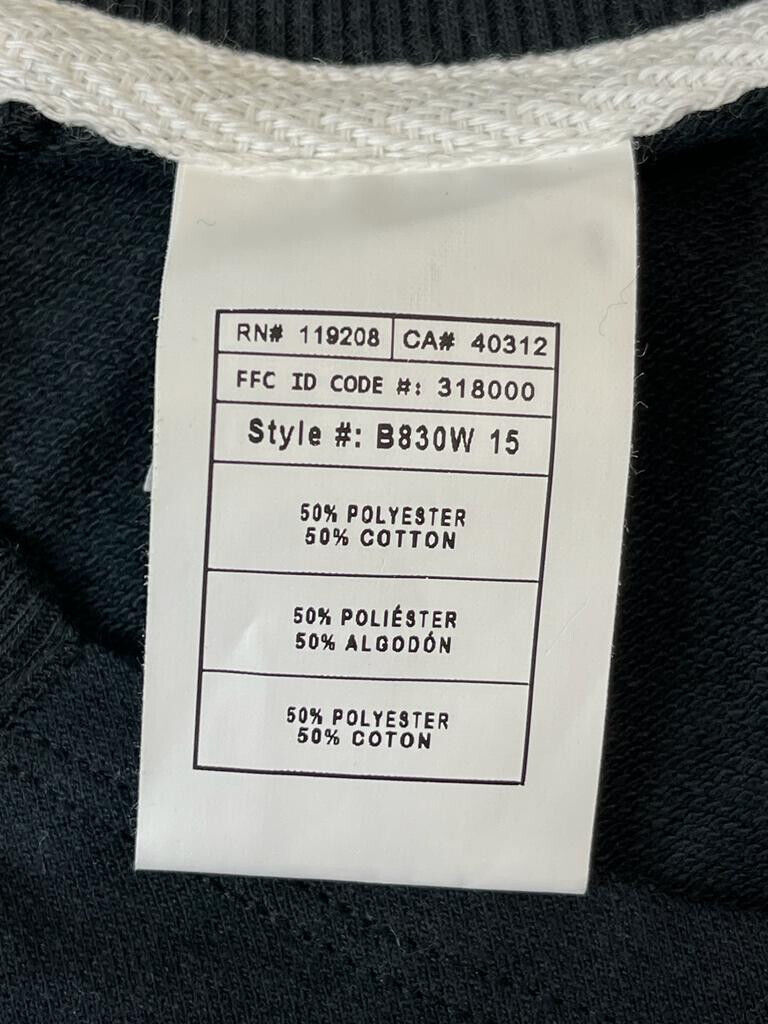 RN# 119208 CA# 40312
FFC ID CODE #: 318000
Style #: B830W 15
50% POLYESTER
50% COTTON
50% POLIÉSTER
50% ALGODÓN
50% POLYESTER
50% COTON